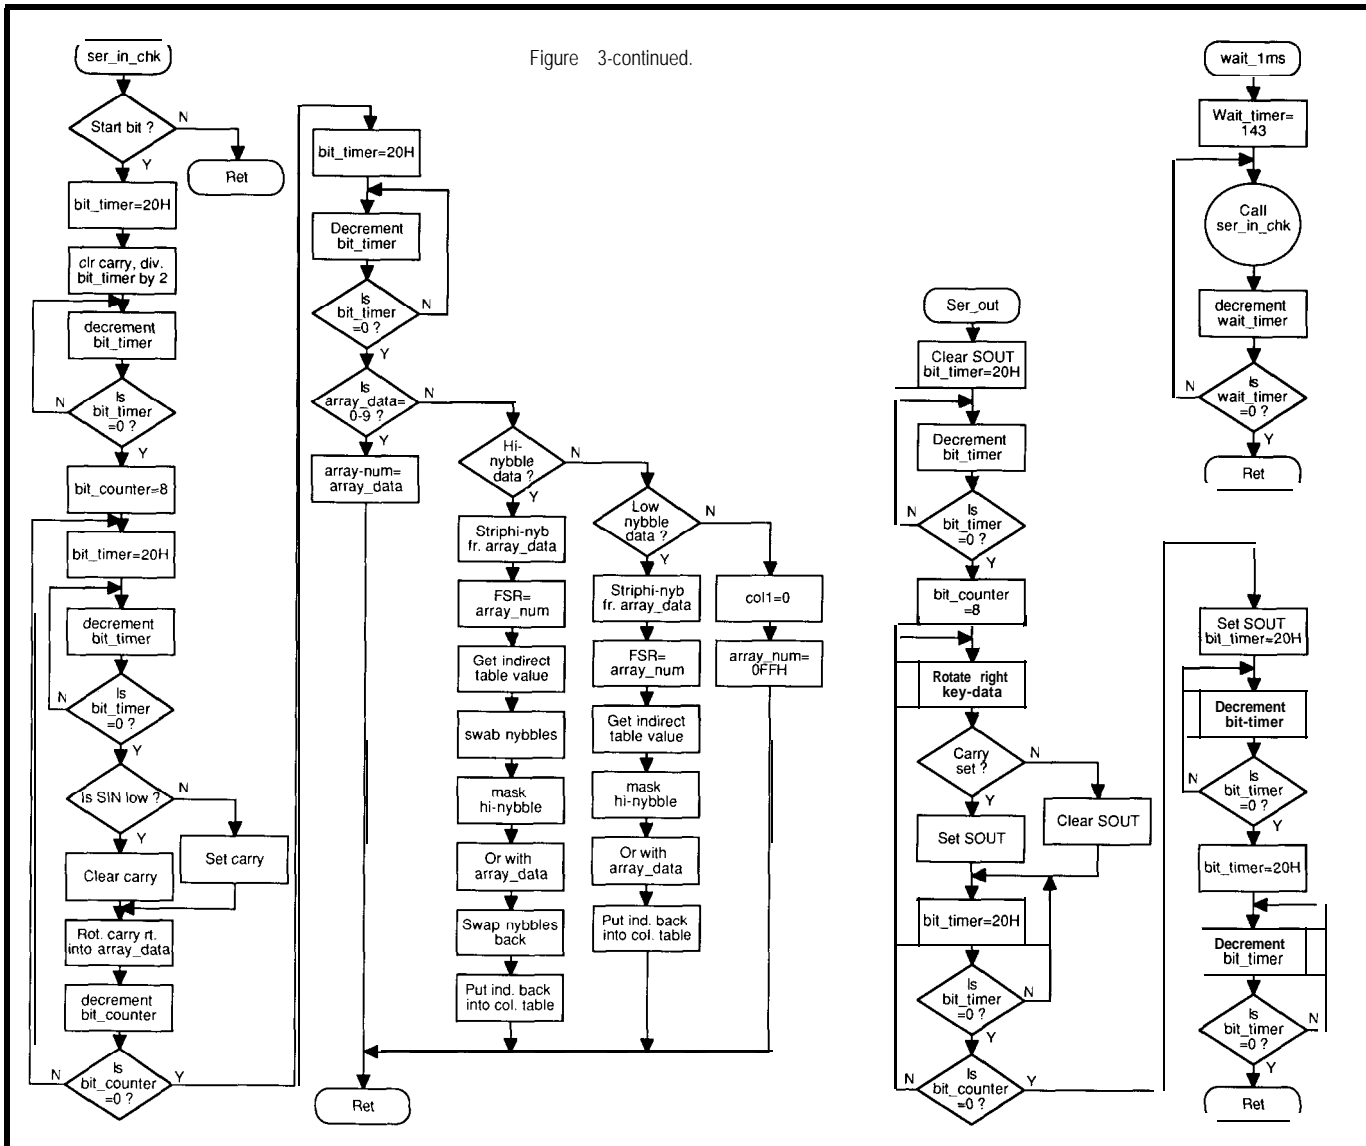 Figure 3-continued.
ser_in_chk
Start bit ?
N
Y
Ret
bit_timer=20H
clr carry, div.
bit_timer by 2
decrement
bit_timer
Is
bit_timer
=0 ?
N
Y
bit_counter=8
bit_timer=20H
decrement
bit_timer
Is
bit_timer
=0 ?
N
Y
Is SIN low ?
N
Y
Set carry
Clear carry
Rot. carry rt.
into array_data
decrement
bit_counter
Is
bit_counter
=0 ?
N
Y
bit_timer=20H
Decrement
bit_timer
Is
bit_timer
=0 ?
N
Y
Is
array_data=
0-9 ?
N
Y
array-num=
array_data
Ret
Hi-
nybble
data ?
N
Y
Striphi-nyb
fr. array_data
FSR=
array_num
Get indirect
table value
swab nybbles
mask
hi-nybble
Or with
array_data
Swap nybbles
back
Put ind. back
into col. table
Low
nybble
data ?
N
Y
Striphi-nyb
fr. array_data
FSR=
array_num
Get indirect
table value
mask
hi-nybble
Or with
array_data
Put ind. back
into col. table
col1=0
array_num=
0FFH
Ser_out
Clear SOUT
bit_timer=20H
Decrement
bit_timer
Is
bit_timer
=0 ?
N
Y
bit_counter
=8
Rotate right
key-data
Carry
set ?
N
Y
Clear SOUT
Set SOUT
bit_timer=20H
Is
bit_timer
=0 ?
N
Y
Is
bit_counter
=0 ?
N
Y
Set SOUT
bit_timer=20H
Decrement
bit-timer
Is
bit_timer
=0 ?
N
Y
bit_timer=20H
Decrement
bit_timer
Is
bit_timer
=0 ?
N
Y
Ret
wait_1ms
Wait_timer=
143
Call
ser_in_chk
decrement
wait_timer
Is
wait_timer
=0 ?
N
Y
Ret